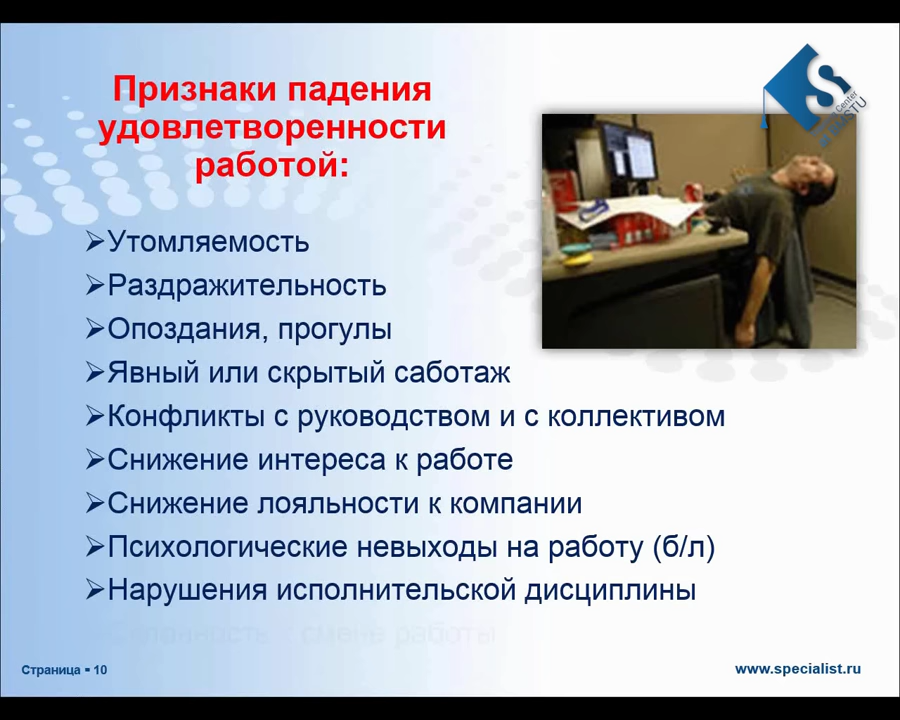 Признаки падения
удовлетворенности
работой:
➢Утомляемость
➢Раздражительность
➢Опоздания, прогулы
➢Явный или скрытый саботаж
➢Конфликты с руководством и с коллективом
➢Снижение интереса к работе
➢Снижение лояльности к компании
➢Психологические невыходы на работу (б/л)
➢Нарушения исполнительской дисциплины
Страница ▪ 10
www.specialist.ru